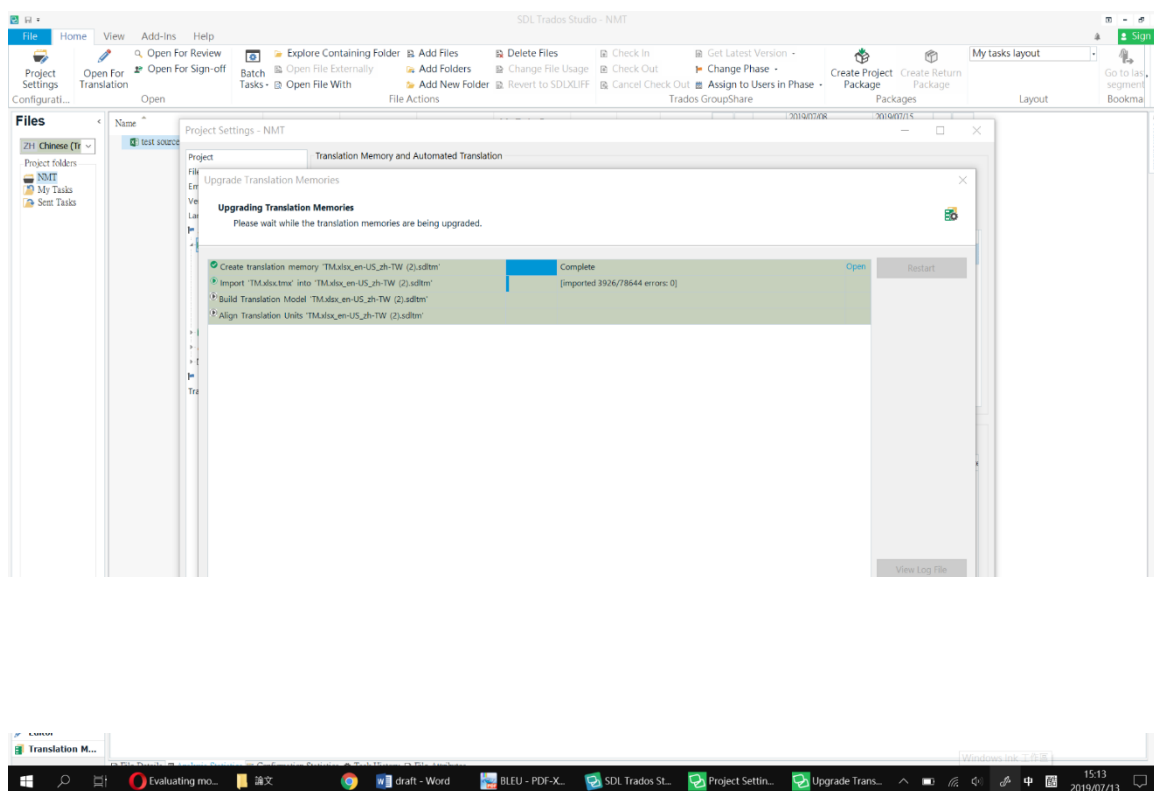 SDL Trados Studio - NMT
File Home View Add-Ins Help
Sign
Project Settings
Open For Translation
Open For Review
Open For Sign-off
Batch Tasks
Explore Containing Folder
Open File Externally
Open File With
Add Files
Add Folders
Add New Folder
Delete Files
Change File Usage
Revert to SDLXLIFF
Check In
Check Out
Cancel Check Out
Get Latest Version
Change Phase
Assign to Users in Phase
Create Project Package
Create Return Package
My tasks layout
Go to las
segment
Configurati... Open File Actions Trados GroupShare Packages Layout Bookma
Files
Name
2019/07/08 2019/07/15
ZH Chinese (Tr
test source
Project folders
NMT
My Tasks
Sent Tasks
Project Settings - NMT
Project
Translation Memory and Automated Translation
Upgrade Translation Memories
Upgrading Translation Memories
Please wait while the translation memories are being upgraded.
Create translation memory 'TM.xlsx_en-US_zh-TW (2).sdltm' Complete Open
Import 'TM.xlsx.tmx' into 'TM.xlsx_en-US_zh-TW (2).sdltm' [imported 3926/78644 errors: 0]
Build Translation Model 'TM.xlsx_en-US_zh-TW (2).sdltm'
Align Translation Units 'TM.xlsx_en-US_zh-TW (2).sdltm'
Restart
View Log File
Translation M...
Windows Ink 工作區
Evaluating mo... 論文 draft - Word BLEU - PDF-X... SDL Trados St... Project Settin... Upgrade Trans... 中 15:13
2019/07/13